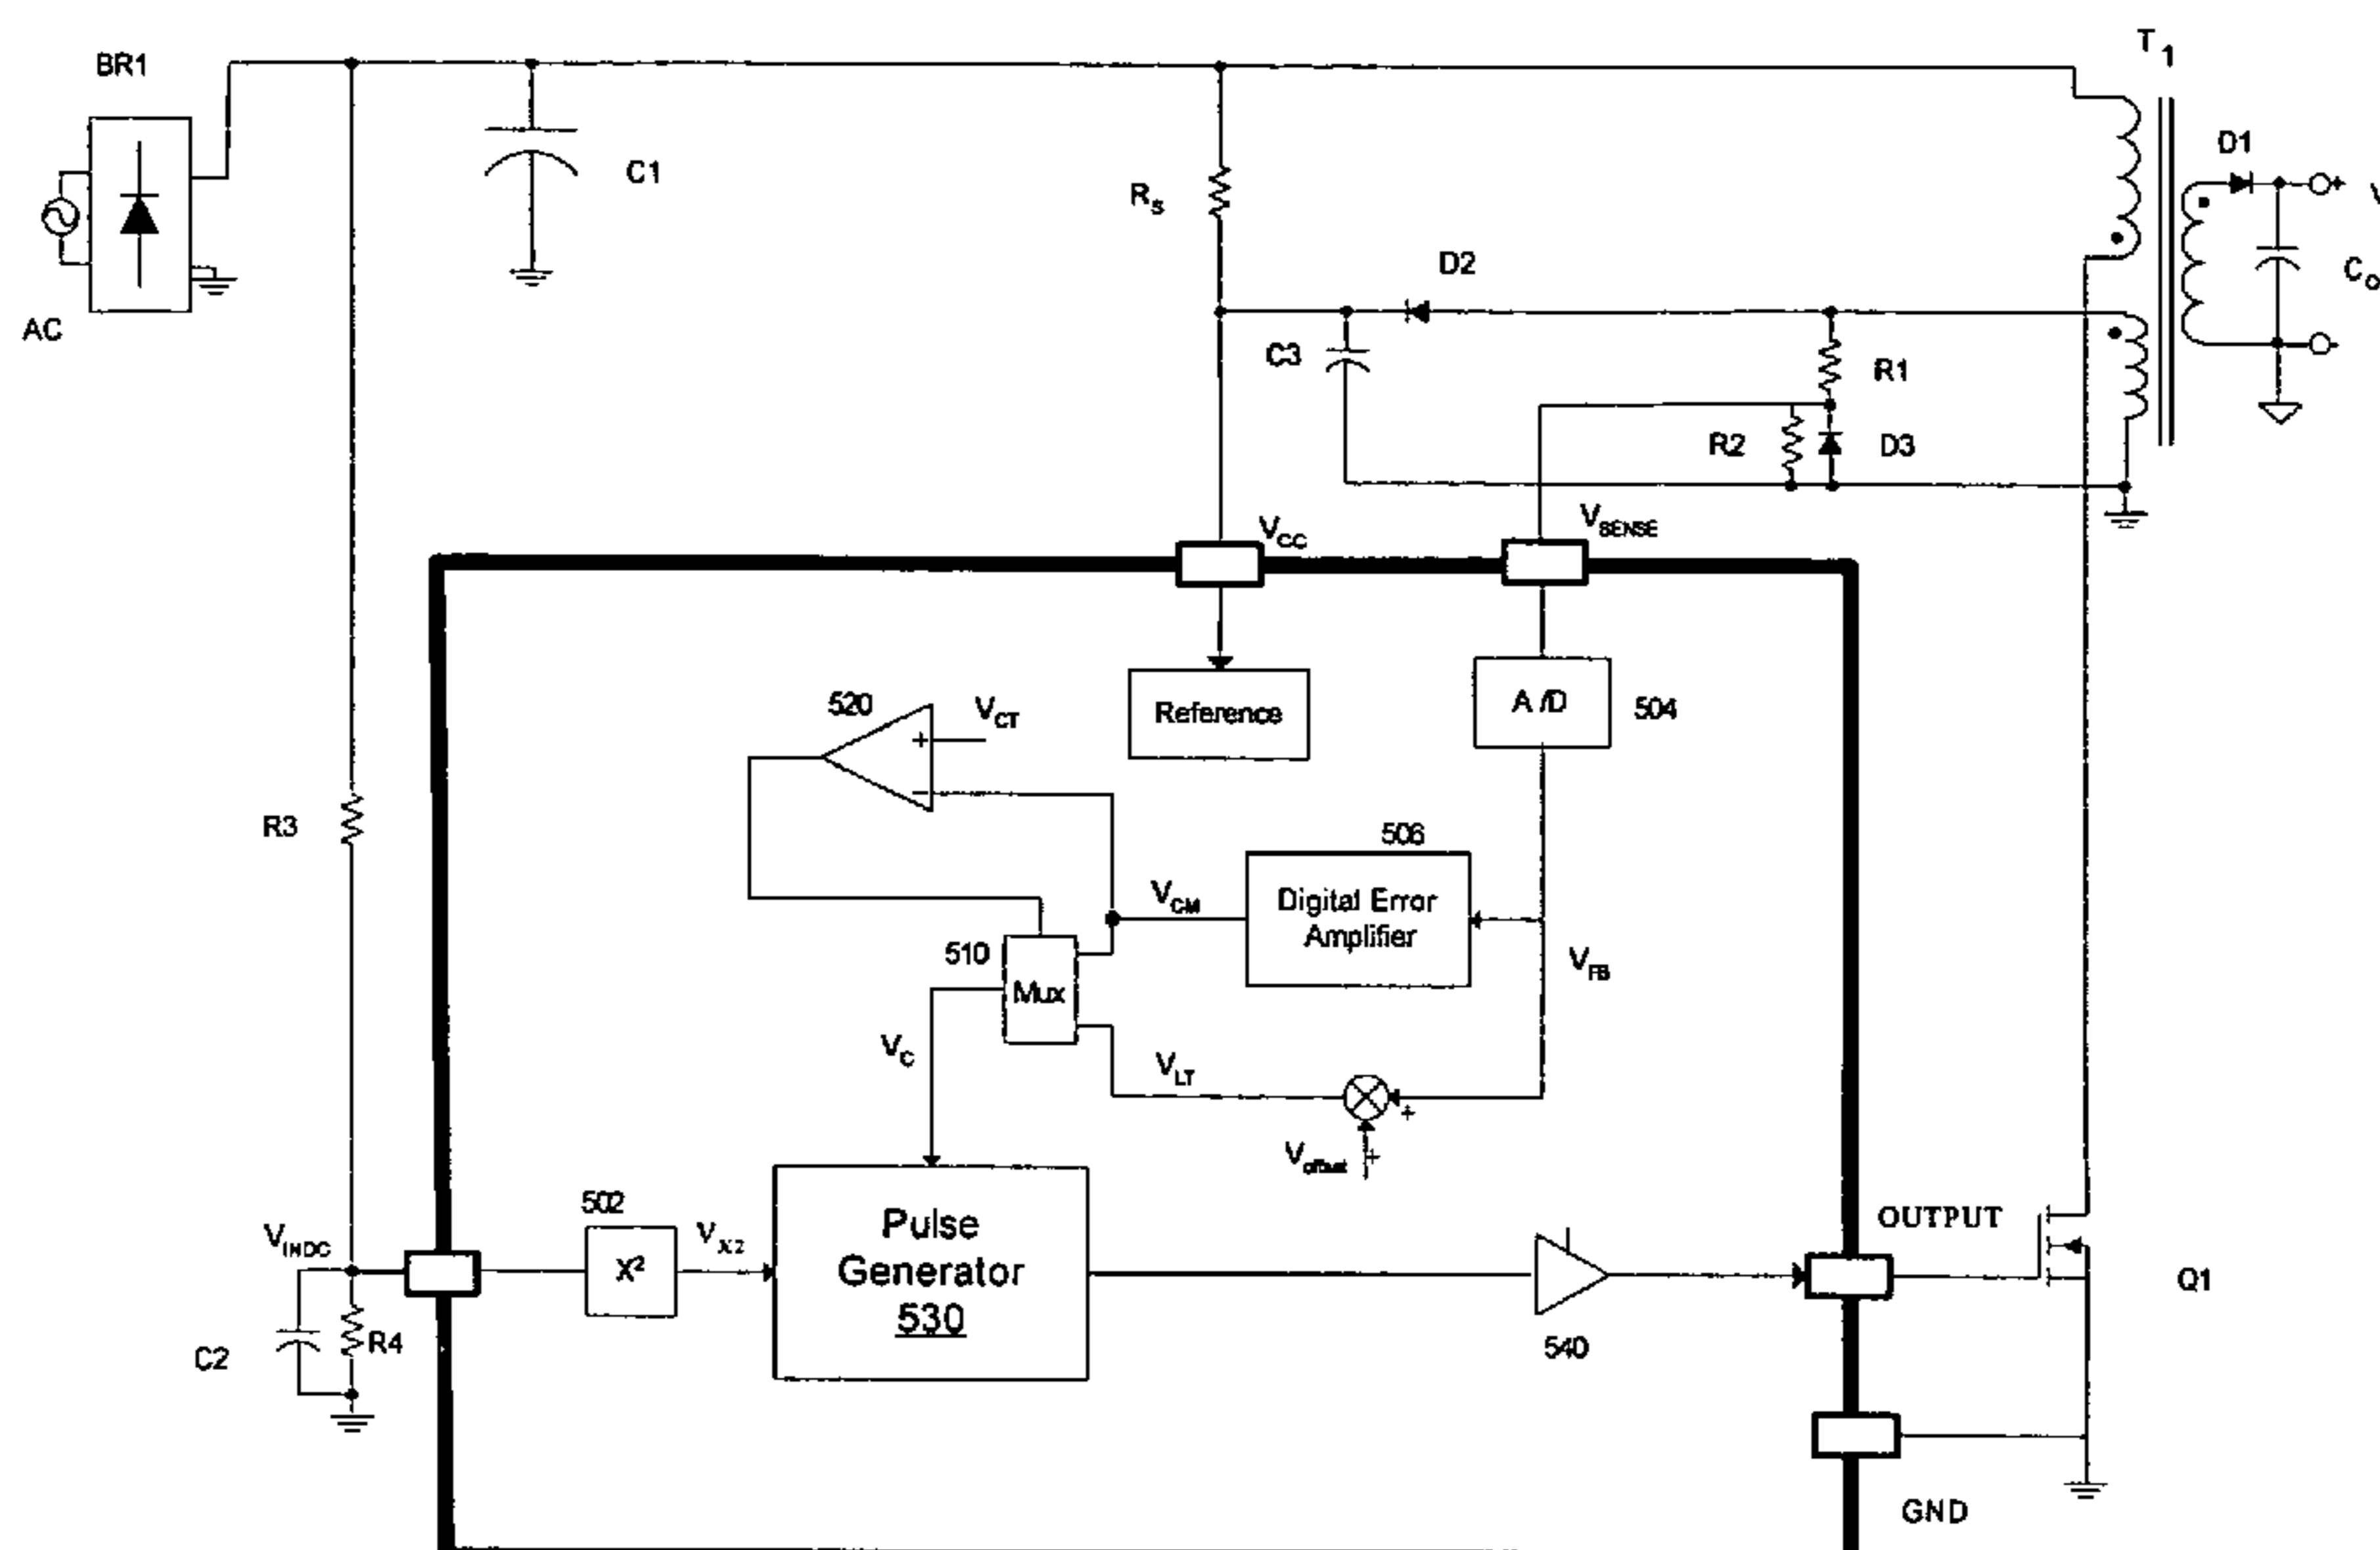 T1
BR1
D1
C1
V
RS
D2
CO
AC
C3
R1
R2
D3
VCC
VSENSE
520
VCT
Reference
A/D
504
+
−
R3
506
VCM
Digital Error
Amplifier
510
Mux
VFB
VC
VLT
+
Voffset
+
502
OUTPUT
VINDC
VX2
Pulse
Generator
530
X²
Q1
R4
C2
540
GND